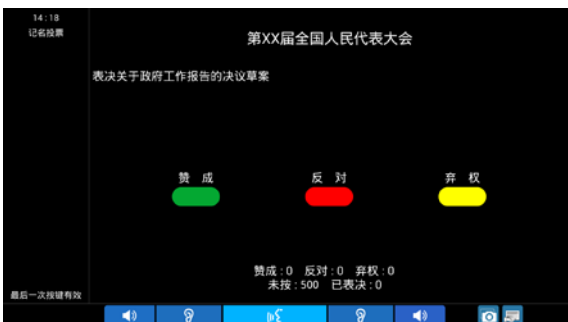 14:18
记名投票
第XX届全国人民代表大会
表决关于政府工作报告的决议草案
赞 成
反 对
弃 权
赞成:0 反对:0 弃权:0
未按:500 已表决:0
最后一次按键有效